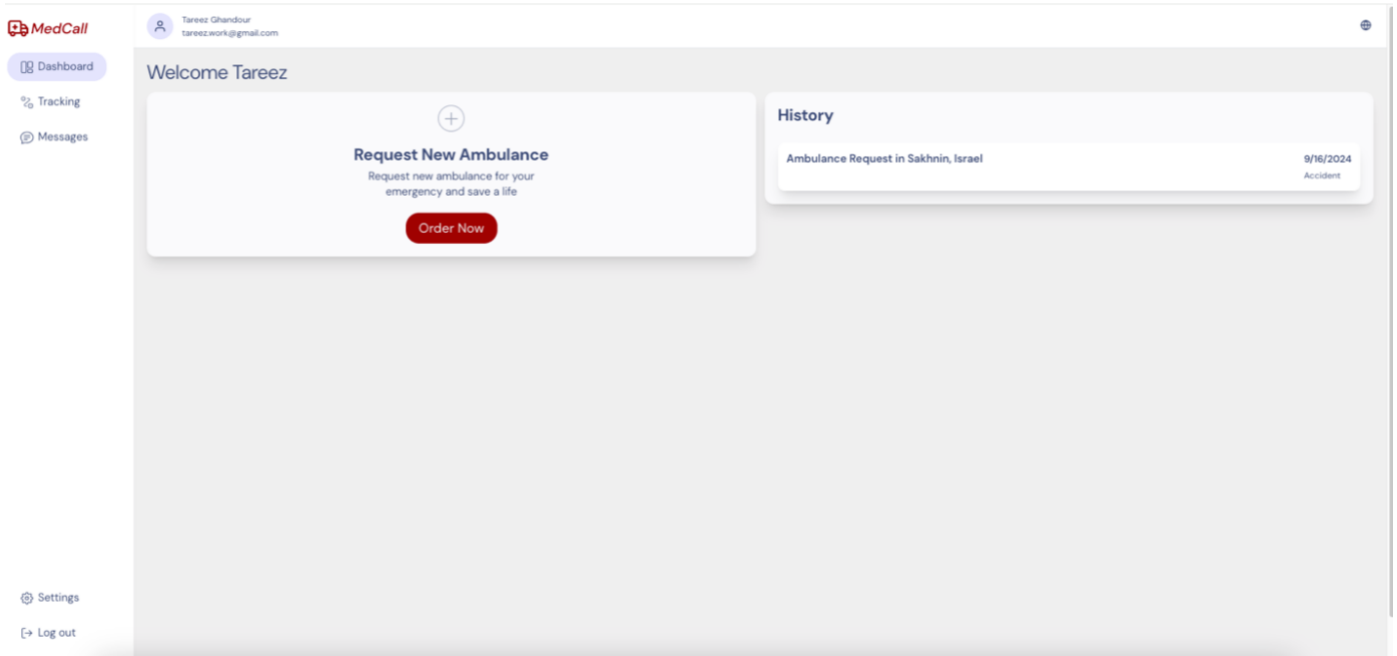 MedCall
Dashboard
Tracking
Messages
Settings
Log out
Tareez Ghandour
tareez.work@gmail.com
Welcome Tareez
Request New Ambulance
Request new ambulance for your
emergency and save a life
Order Now
History
Ambulance Request in Sakhnin, Israel
9/16/2024
Accident